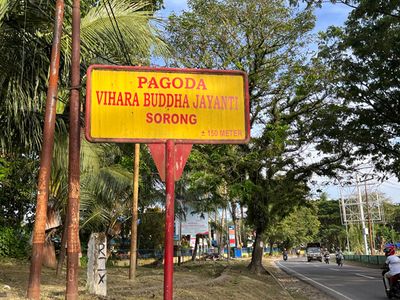 PAGODA
VIHARA BUDDHA JAYANTI
SORONG
± 150 METER